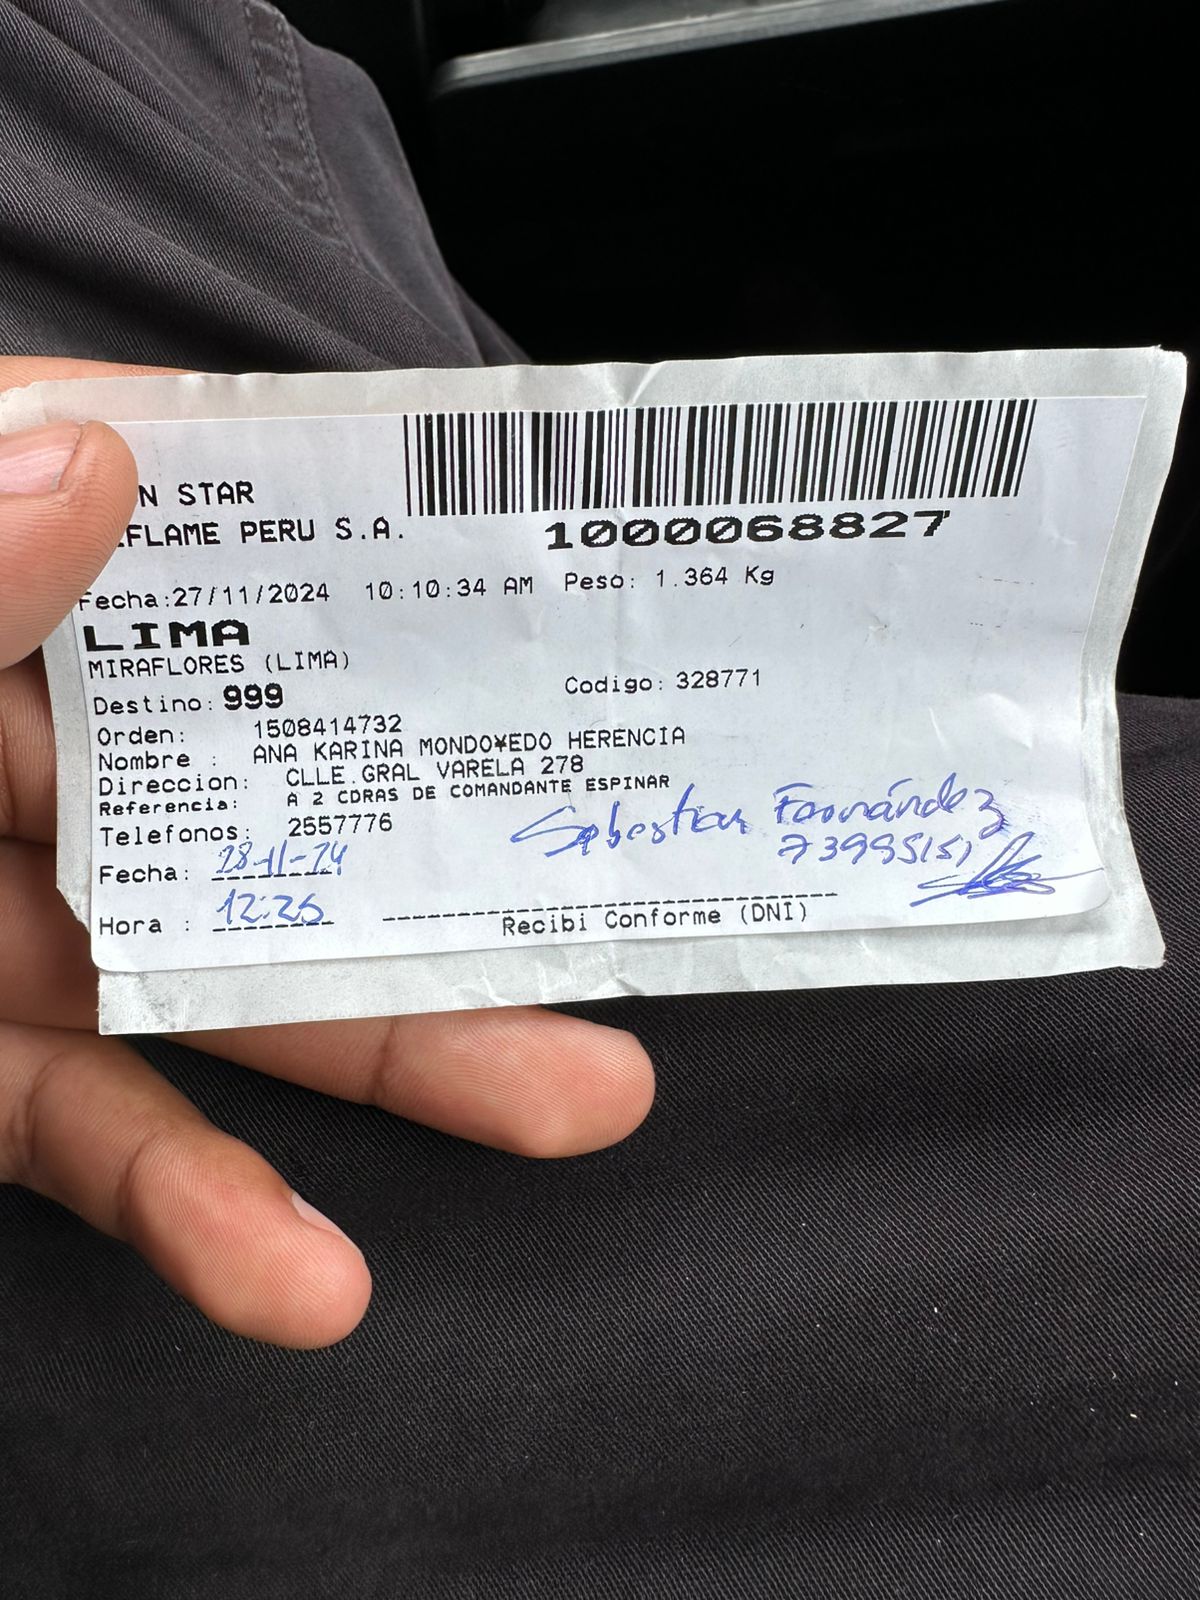 N STAR
FLAME PERU S.A.
1000068827
Fecha:27/11/2024 10:10:34 AM Peso: 1.364 Kg
LIMA
MIRAFLORES (LIMA)
Destino: 999 Codigo: 328771
Orden: 1508414732
Nombre : ANA KARINA MONDO¥EDO HERENCIA
Direccion: CLLE.GRAL VARELA 278
Referencia: A 2 CDRAS DE COMANDANTE ESPINAR
Telefonos: 2557776
Sebastian Fernández
Fecha: 28-11-24
Hora : 12:25
Recibi Conforme (DNI)